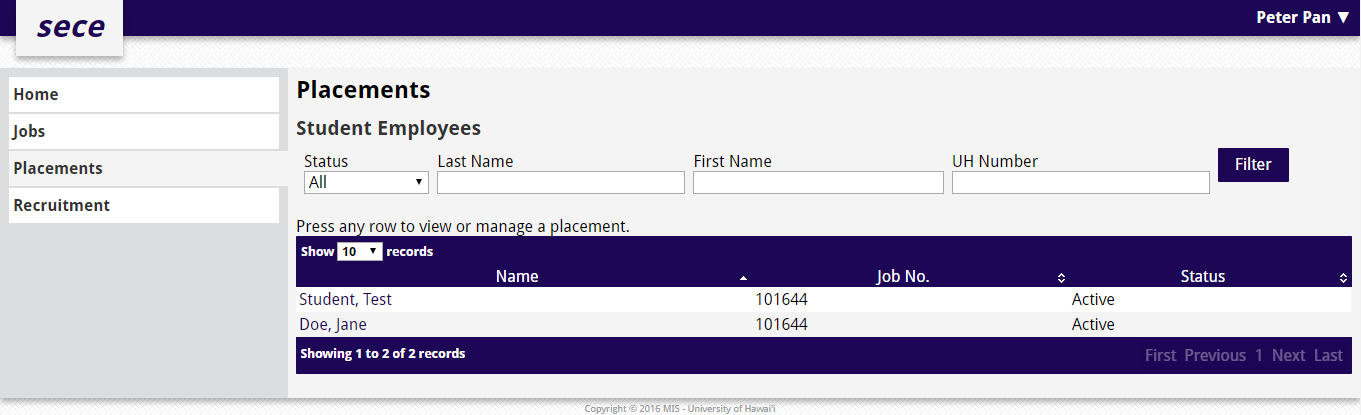 sece
Peter Pan ▼
Home
Jobs
Placements
Recruitment
Placements
Student Employees
Status Last Name First Name UH Number
All
Filter
Press any row to view or manage a placement.
Show 10 records
Name Job No. Status
Student, Test 101644 Active
Doe, Jane 101644 Active
Showing 1 to 2 of 2 records First Previous 1 Next Last
Copyright © 2016 MIS - University of Hawai'i